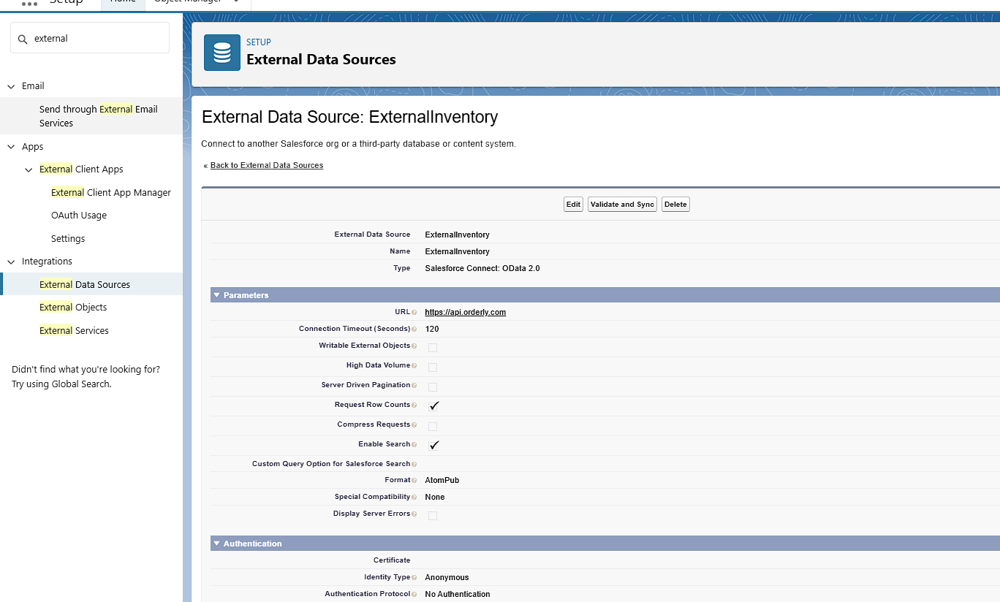 Setup
Home
Object Manager
external
Email
Send through External Email
Services
Apps
External Client Apps
External Client App Manager
OAuth Usage
Settings
Integrations
External Data Sources
External Objects
External Services
Didn't find what you're looking for?
Try using Global Search.
SETUP
External Data Sources
External Data Source: ExternalInventory
Connect to another Salesforce org or a third-party database or content system.
« Back to External Data Sources
Edit Validate and Sync Delete
External Data Source ExternalInventory
Name ExternalInventory
Type Salesforce Connect: OData 2.0
Parameters
URL https://api.orderly.com
Connection Timeout (Seconds) 120
Writable External Objects
High Data Volume
Server Driven Pagination
Request Row Counts
Compress Requests
Enable Search
Custom Query Option for Salesforce Search
Format AtomPub
Special Compatibility None
Display Server Errors
Authentication
Certificate
Identity Type Anonymous
Authentication Protocol No Authentication